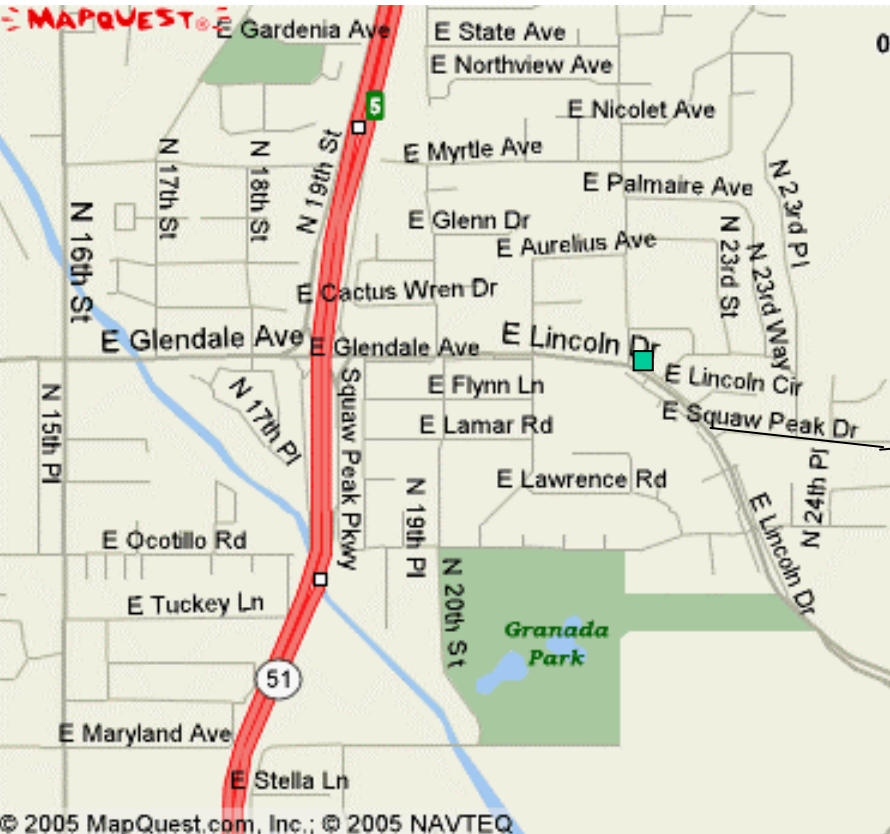 MAPQUEST®
E Gardenia Ave
E State Ave
0
E Northview Ave
5
E Nicolet Ave
N 19th St
E Myrtle Ave
N 17th St
N 18th St
E Palmaire Ave
N 23rd Pl
N 16th St
E Glenn Dr
E Aurelius Ave
N 23rd St
N 23rd Way
E Cactus Wren Dr
E Glendale Ave
E Glendale Ave
E Lincoln Dr
E Lincoln Cir
N 15th Pl
N 17th Pl
Squaw Peak Pkwy
E Flynn Ln
E Squaw Peak Dr
E Lamar Rd
E Lawrence Rd
N 24th Pl
N 19th Pl
E Lincoln Dr
E Ocotillo Rd
N 20th St
E Tuckey Ln
Granada
Park
51
E Maryland Ave
E Stella Ln
© 2005 MapQuest.com, Inc.; © 2005 NAVTEQ